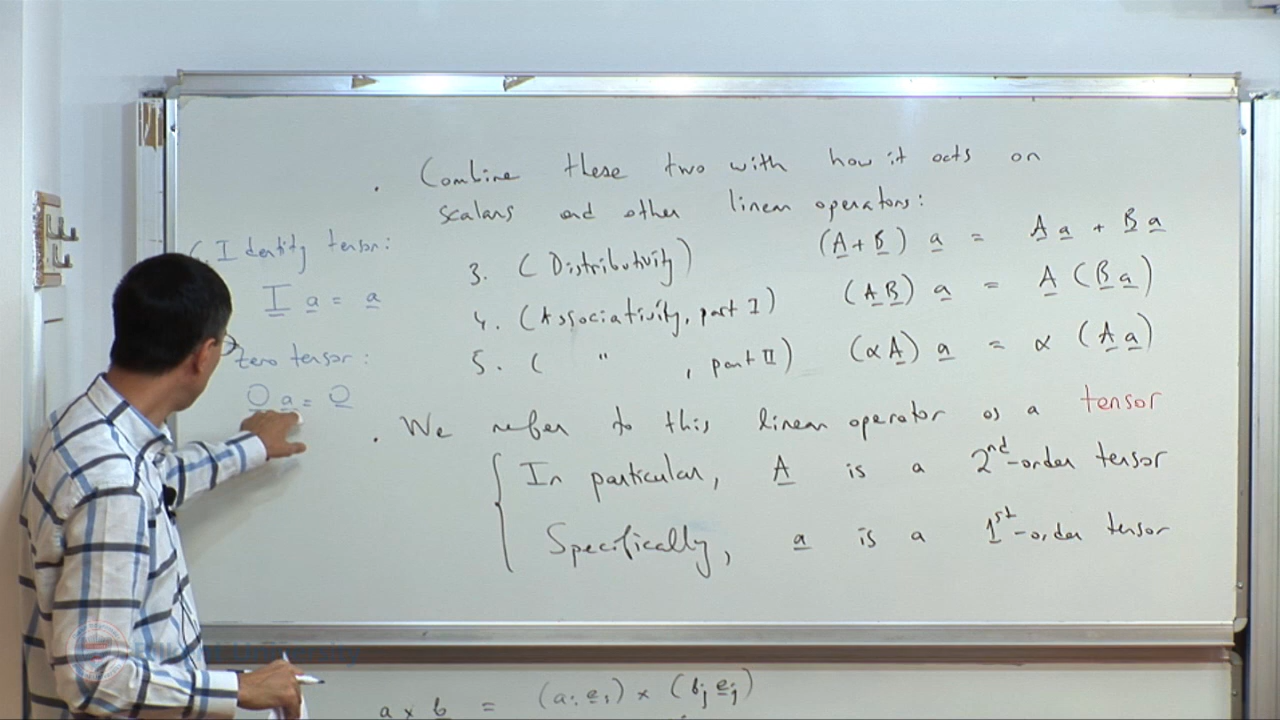 . Combine these two with how it acts on
scalars and other linear operators:
3. (Distributivity) (A + B) a = A a + B a
4. (Associativity, part I) (A B) a = A (B a)
5. ( " , part II) (α A) a = α (A a)
. We refer to this linear operator as a tensor
In particular, A is a 2nd-order tensor
Specifically, a is a 1st-order tensor
Identity tensor:
I a = a
Zero tensor:
O a = O
a × b = (ai ei) × (bj ej)